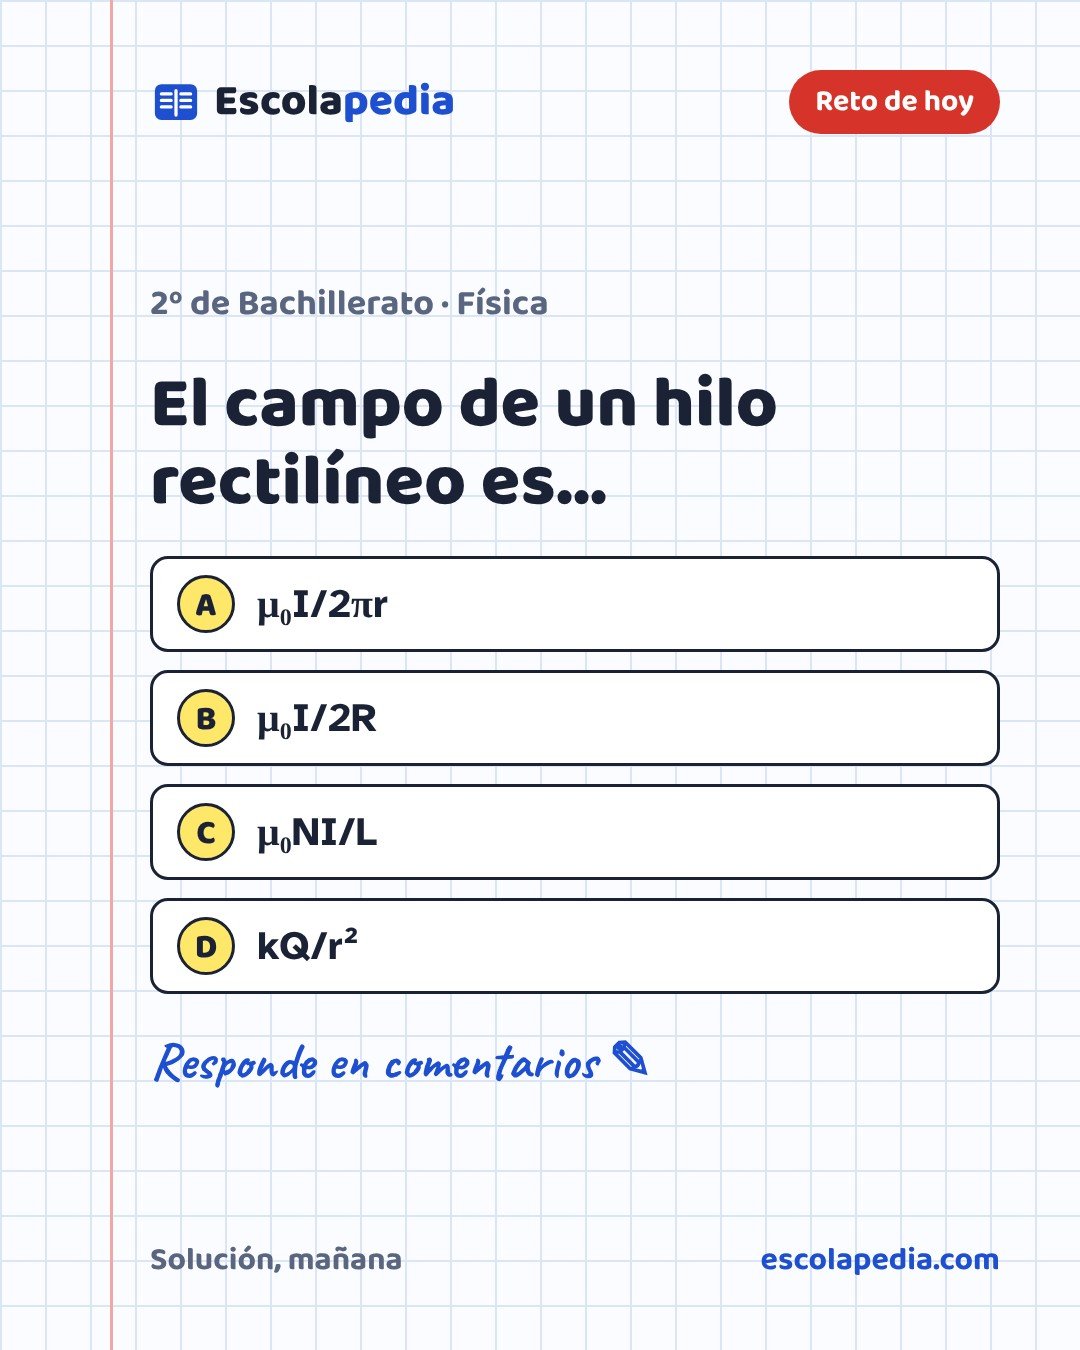 Escolapedia
Reto de hoy
2º de Bachillerato · Física
El campo de un hilo
rectilíneo es...
A μ₀I/2πr
B μ₀I/2R
C μ₀NI/L
D kQ/r²
Responde en comentarios ✎
Solución, mañana
escolapedia.com